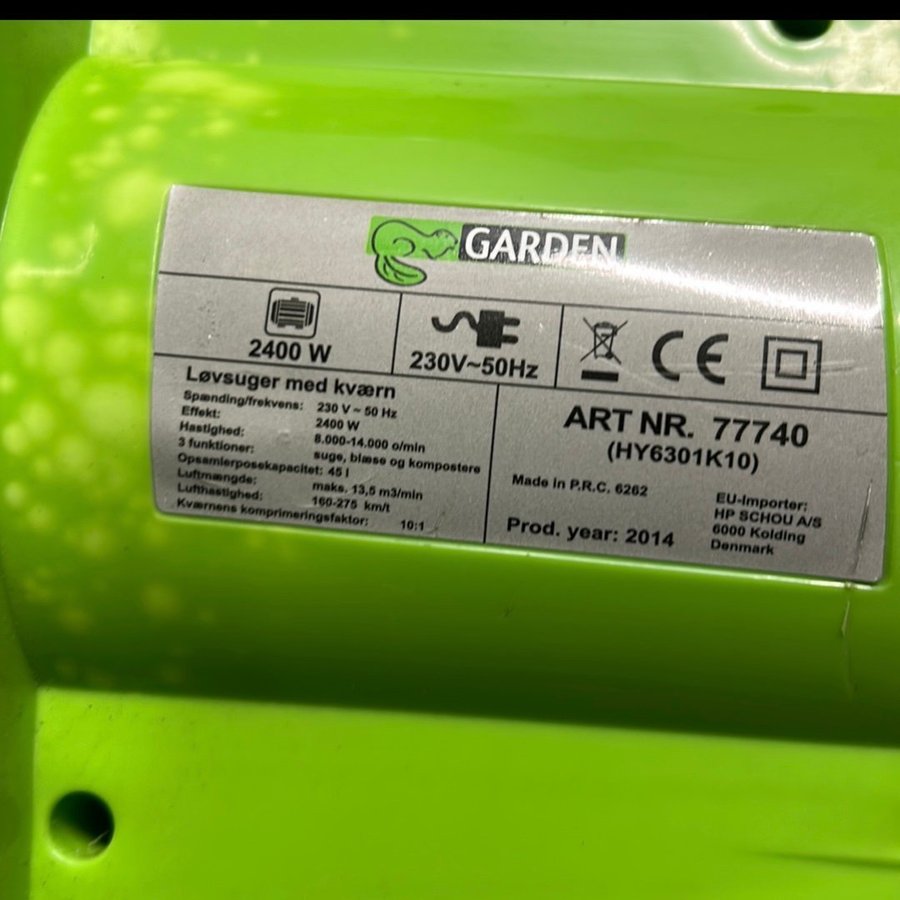 GARDEN
2400 W
230V~50Hz
CE
Løvsuger med kværn
Spænding/frekvens: 230 V ~ 50 Hz
Effekt: 2400 W
Hastighed: 8.000-14.000 o/min
3 funktioner: suge, blæse og kompostere
Opsamlerposekapacitet: 45 l
Luftmængde: maks. 13,5 m3/min
Lufthastighed: 160-275 km/t
Kværnens komprimeringsfaktor: 10:1
ART NR. 77740
(HY6301K10)
Made in P.R.C. 6262
Prod. year: 2014
EU-Importer:
HP SCHOU A/S
6000 Kolding
Denmark